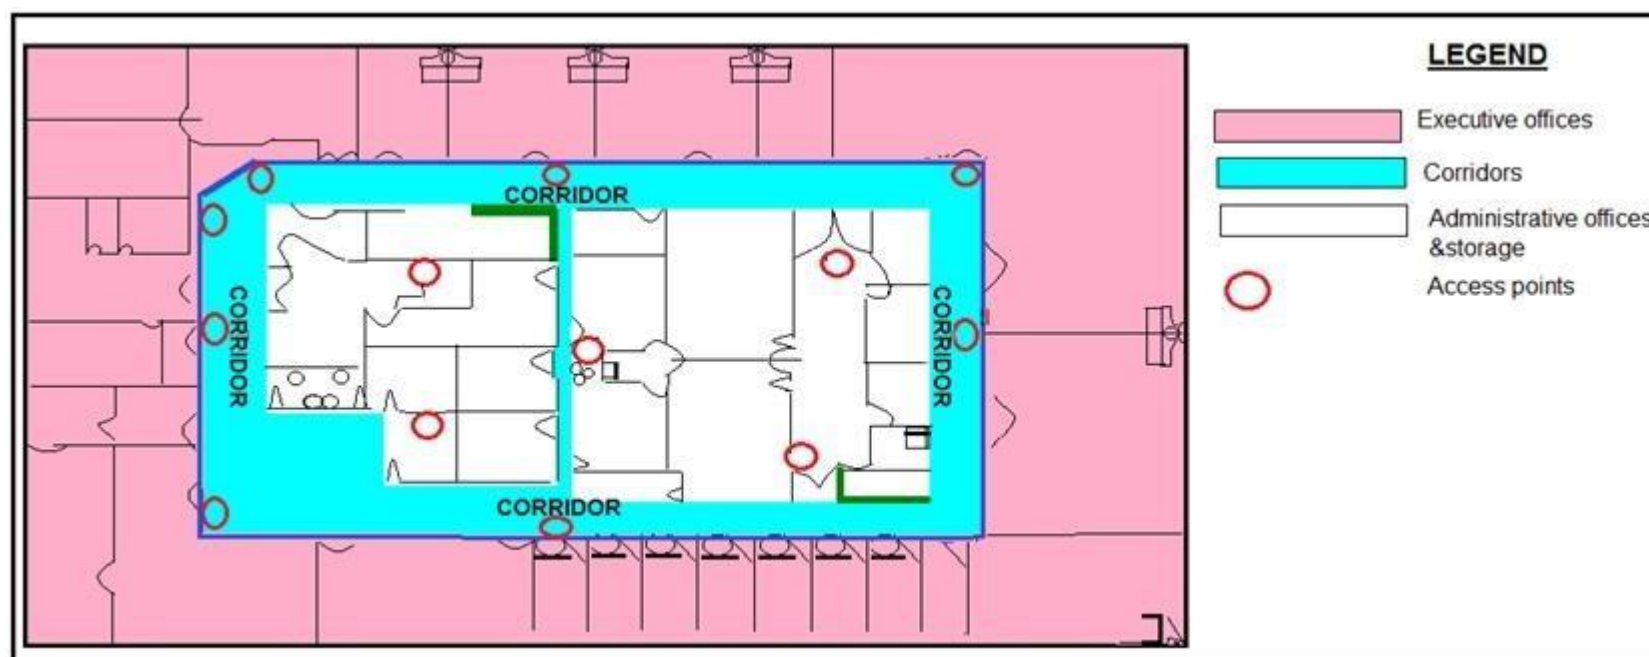 LEGEND
Executive offices
Corridors
Administrative offices
&storage
Access points
CORRIDOR
CORRIDOR
CORRIDOR
CORRIDOR